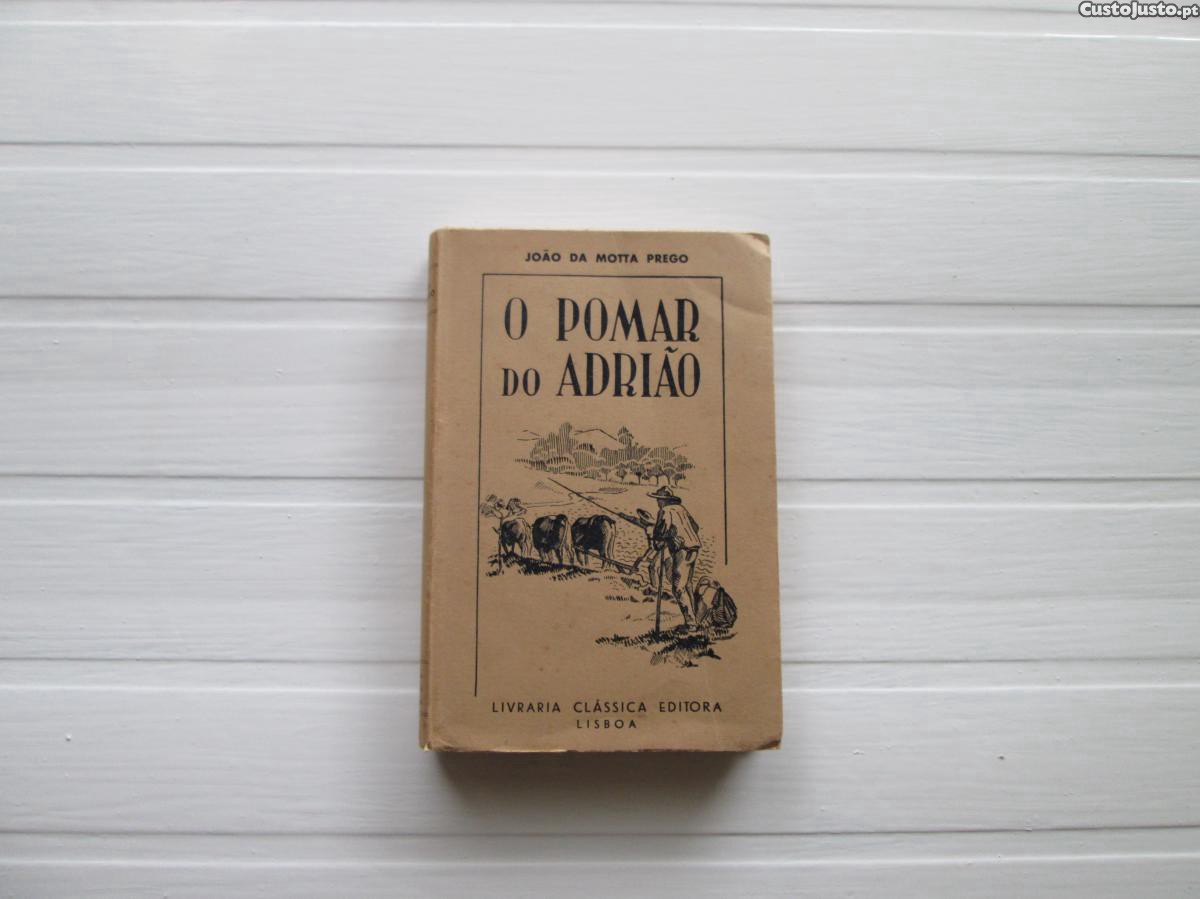 CustoJusto.pt
JOÃO DA MOTTA PREGO
O POMAR
DO ADRIÃO
LIVRARIA CLÁSSICA EDITORA
LISBOA